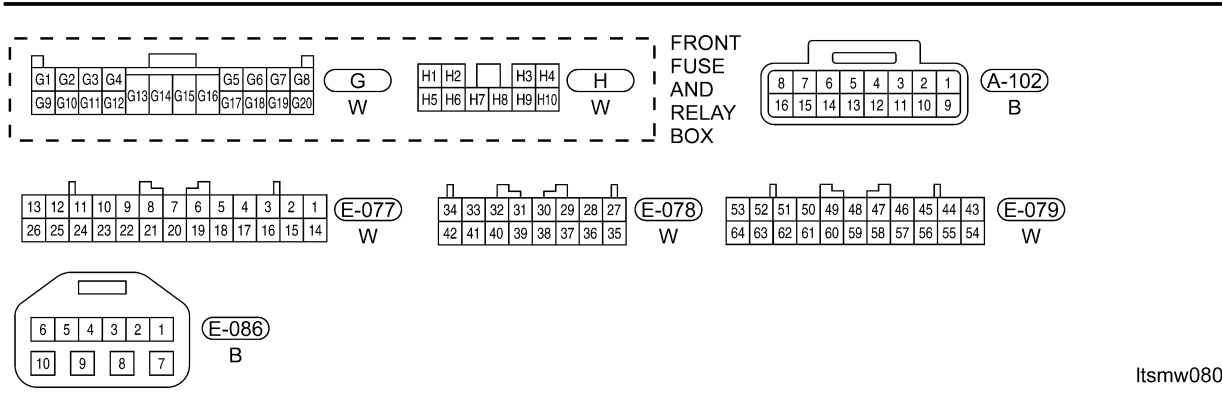 G1 G2 G3 G4 G13 G14 G15 G16 G5 G6 G7 G8
G9 G10 G11 G12 G17 G18 G19 G20
G
W
H1 H2 H3 H4
H5 H6 H7 H8 H9 H10
H
W
FRONT
FUSE
AND
RELAY
BOX
8 7 6 5 4 3 2 1
16 15 14 13 12 11 10 9
A-102
B
13 12 11 10 9 8 7 6 5 4 3 2 1
26 25 24 23 22 21 20 19 18 17 16 15 14
E-077
W
34 33 32 31 30 29 28 27
42 41 40 39 38 37 36 35
E-078
W
53 52 51 50 49 48 47 46 45 44 43
64 63 62 61 60 59 58 57 56 55 54
E-079
W
6 5 4 3 2 1
10 9 8 7
E-086
B
ltsmw080